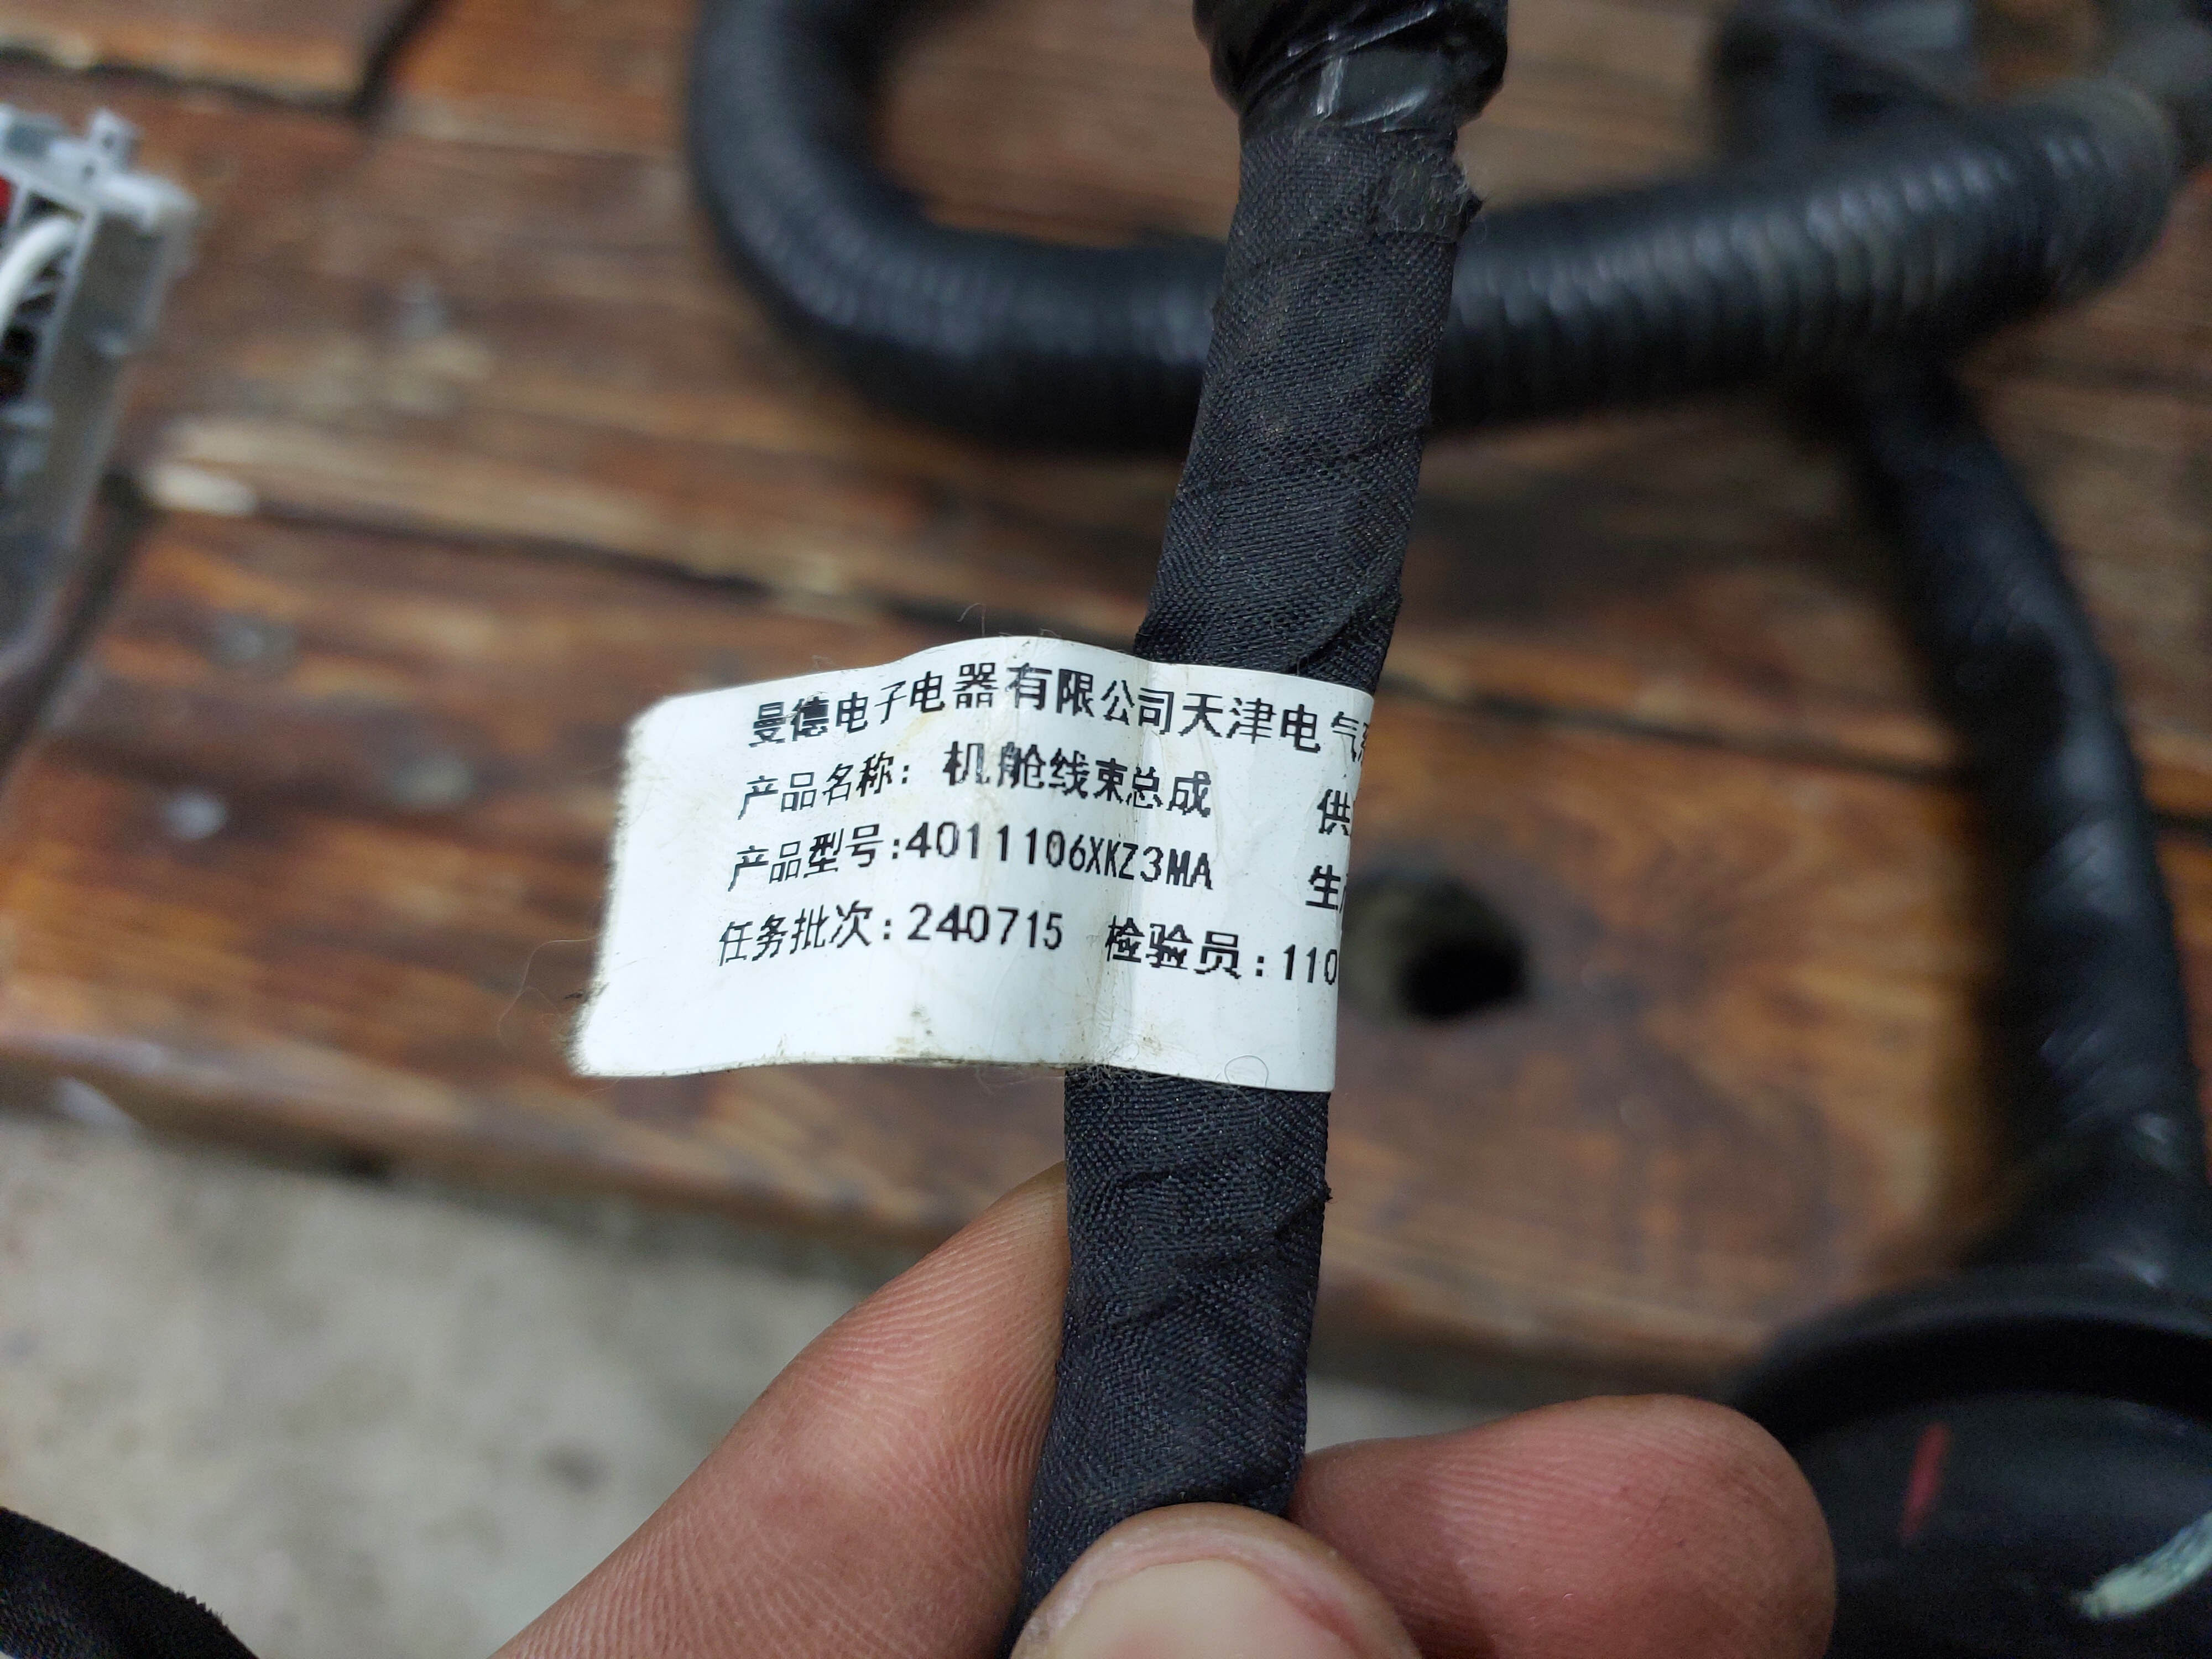 曼德电子电器有限公司天津电气
产品名称: 机舱线束总成 供
产品型号:4011106XKZ3MA 生
任务批次:240715 检验员:110